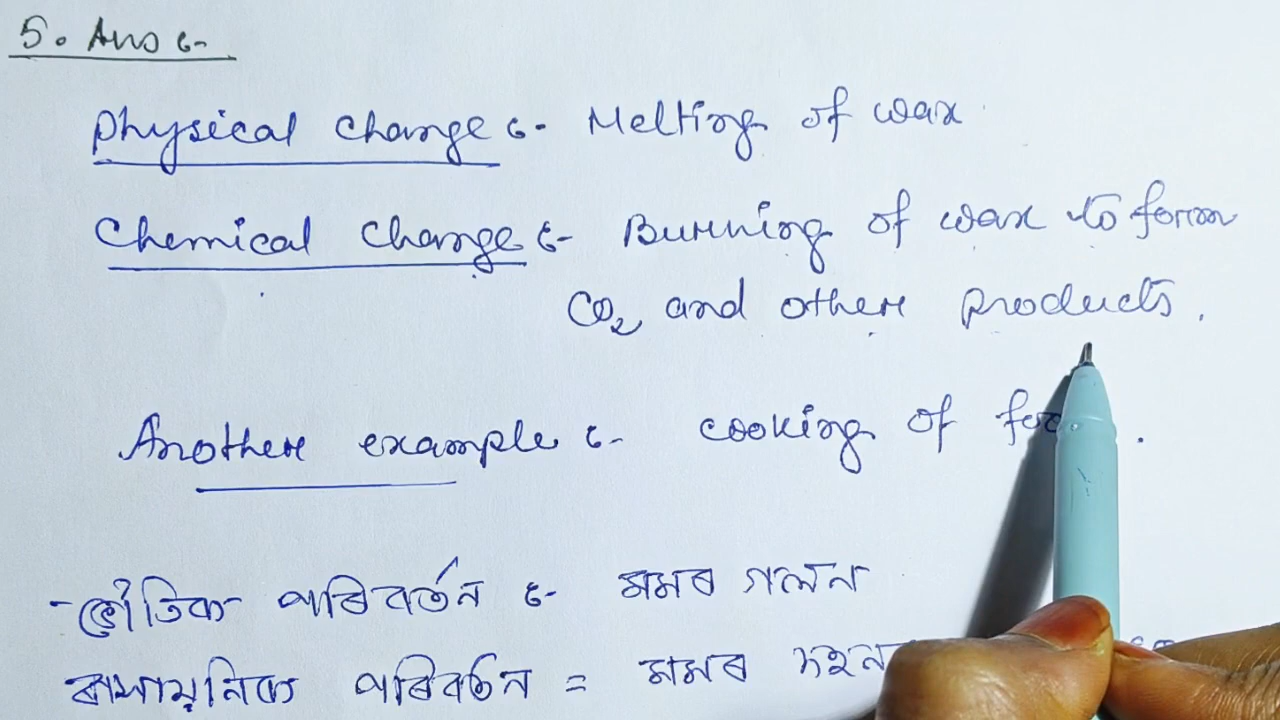 5. Ans :-
Physical change :- Melting of wax
Chemical change :- Burning of wax to form
CO₂ and other products.
Another example :- cooking of
- ভৌতিক পৰিবৰ্তন :- মমৰ গলন
ৰাসায়নিক পৰিবৰ্তন = মমৰ দহন